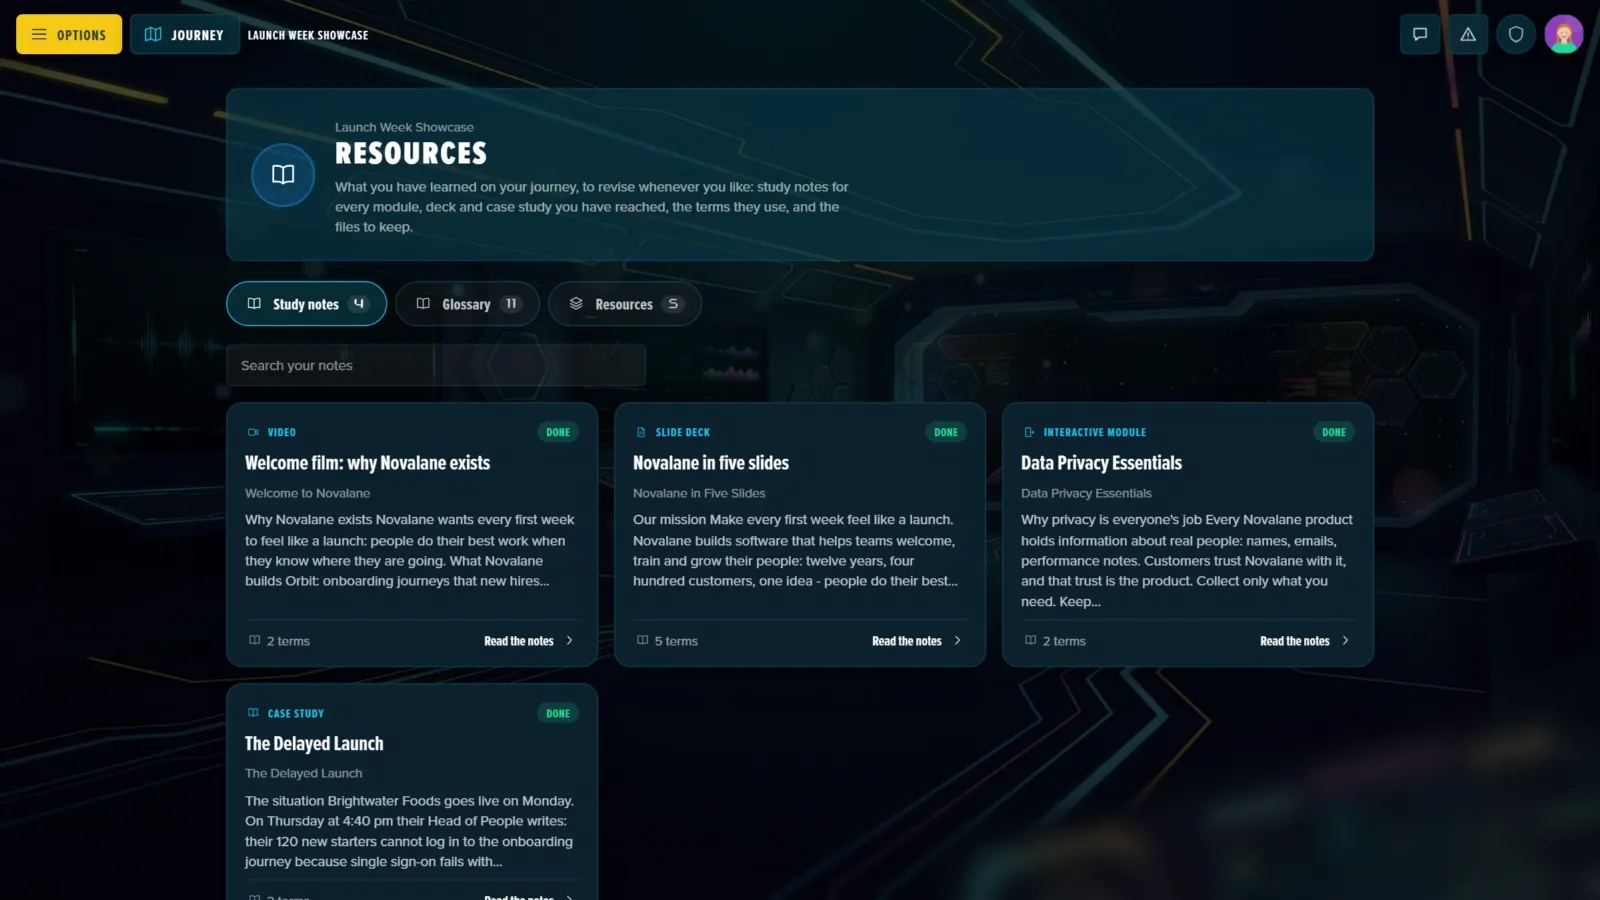 OPTIONS
JOURNEY
LAUNCH WEEK SHOWCASE
Launch Week Showcase
RESOURCES
What you have learned on your journey, to revise whenever you like: study notes for
every module, deck and case study you have reached, the terms they use, and the
files to keep.
Study notes 4
Glossary 11
Resources 5
Search your notes
VIDEO
DONE
Welcome film: why Novalane exists
Welcome to Novalane
Why Novalane exists Novalane wants every first week
to feel like a launch: people do their best work when
they know where they are going. What Novalane
builds Orbit: onboarding journeys that new hires...
2 terms
Read the notes
SLIDE DECK
DONE
Novalane in five slides
Novalane in Five Slides
Our mission Make every first week feel like a launch.
Novalane builds software that helps teams welcome,
train and grow their people: twelve years, four
hundred customers, one idea - people do their best...
5 terms
Read the notes
INTERACTIVE MODULE
DONE
Data Privacy Essentials
Data Privacy Essentials
Why privacy is everyone's job Every Novalane product
holds information about real people: names, emails,
performance notes. Customers trust Novalane with it,
and that trust is the product. Collect only what you
need. Keep...
2 terms
Read the notes
CASE STUDY
DONE
The Delayed Launch
The Delayed Launch
The situation Brightwater Foods goes live on Monday.
On Thursday at 4:40 pm their Head of People writes:
their 120 new starters cannot log in to the onboarding
journey because single sign-on fails with...
terms
Read the notes